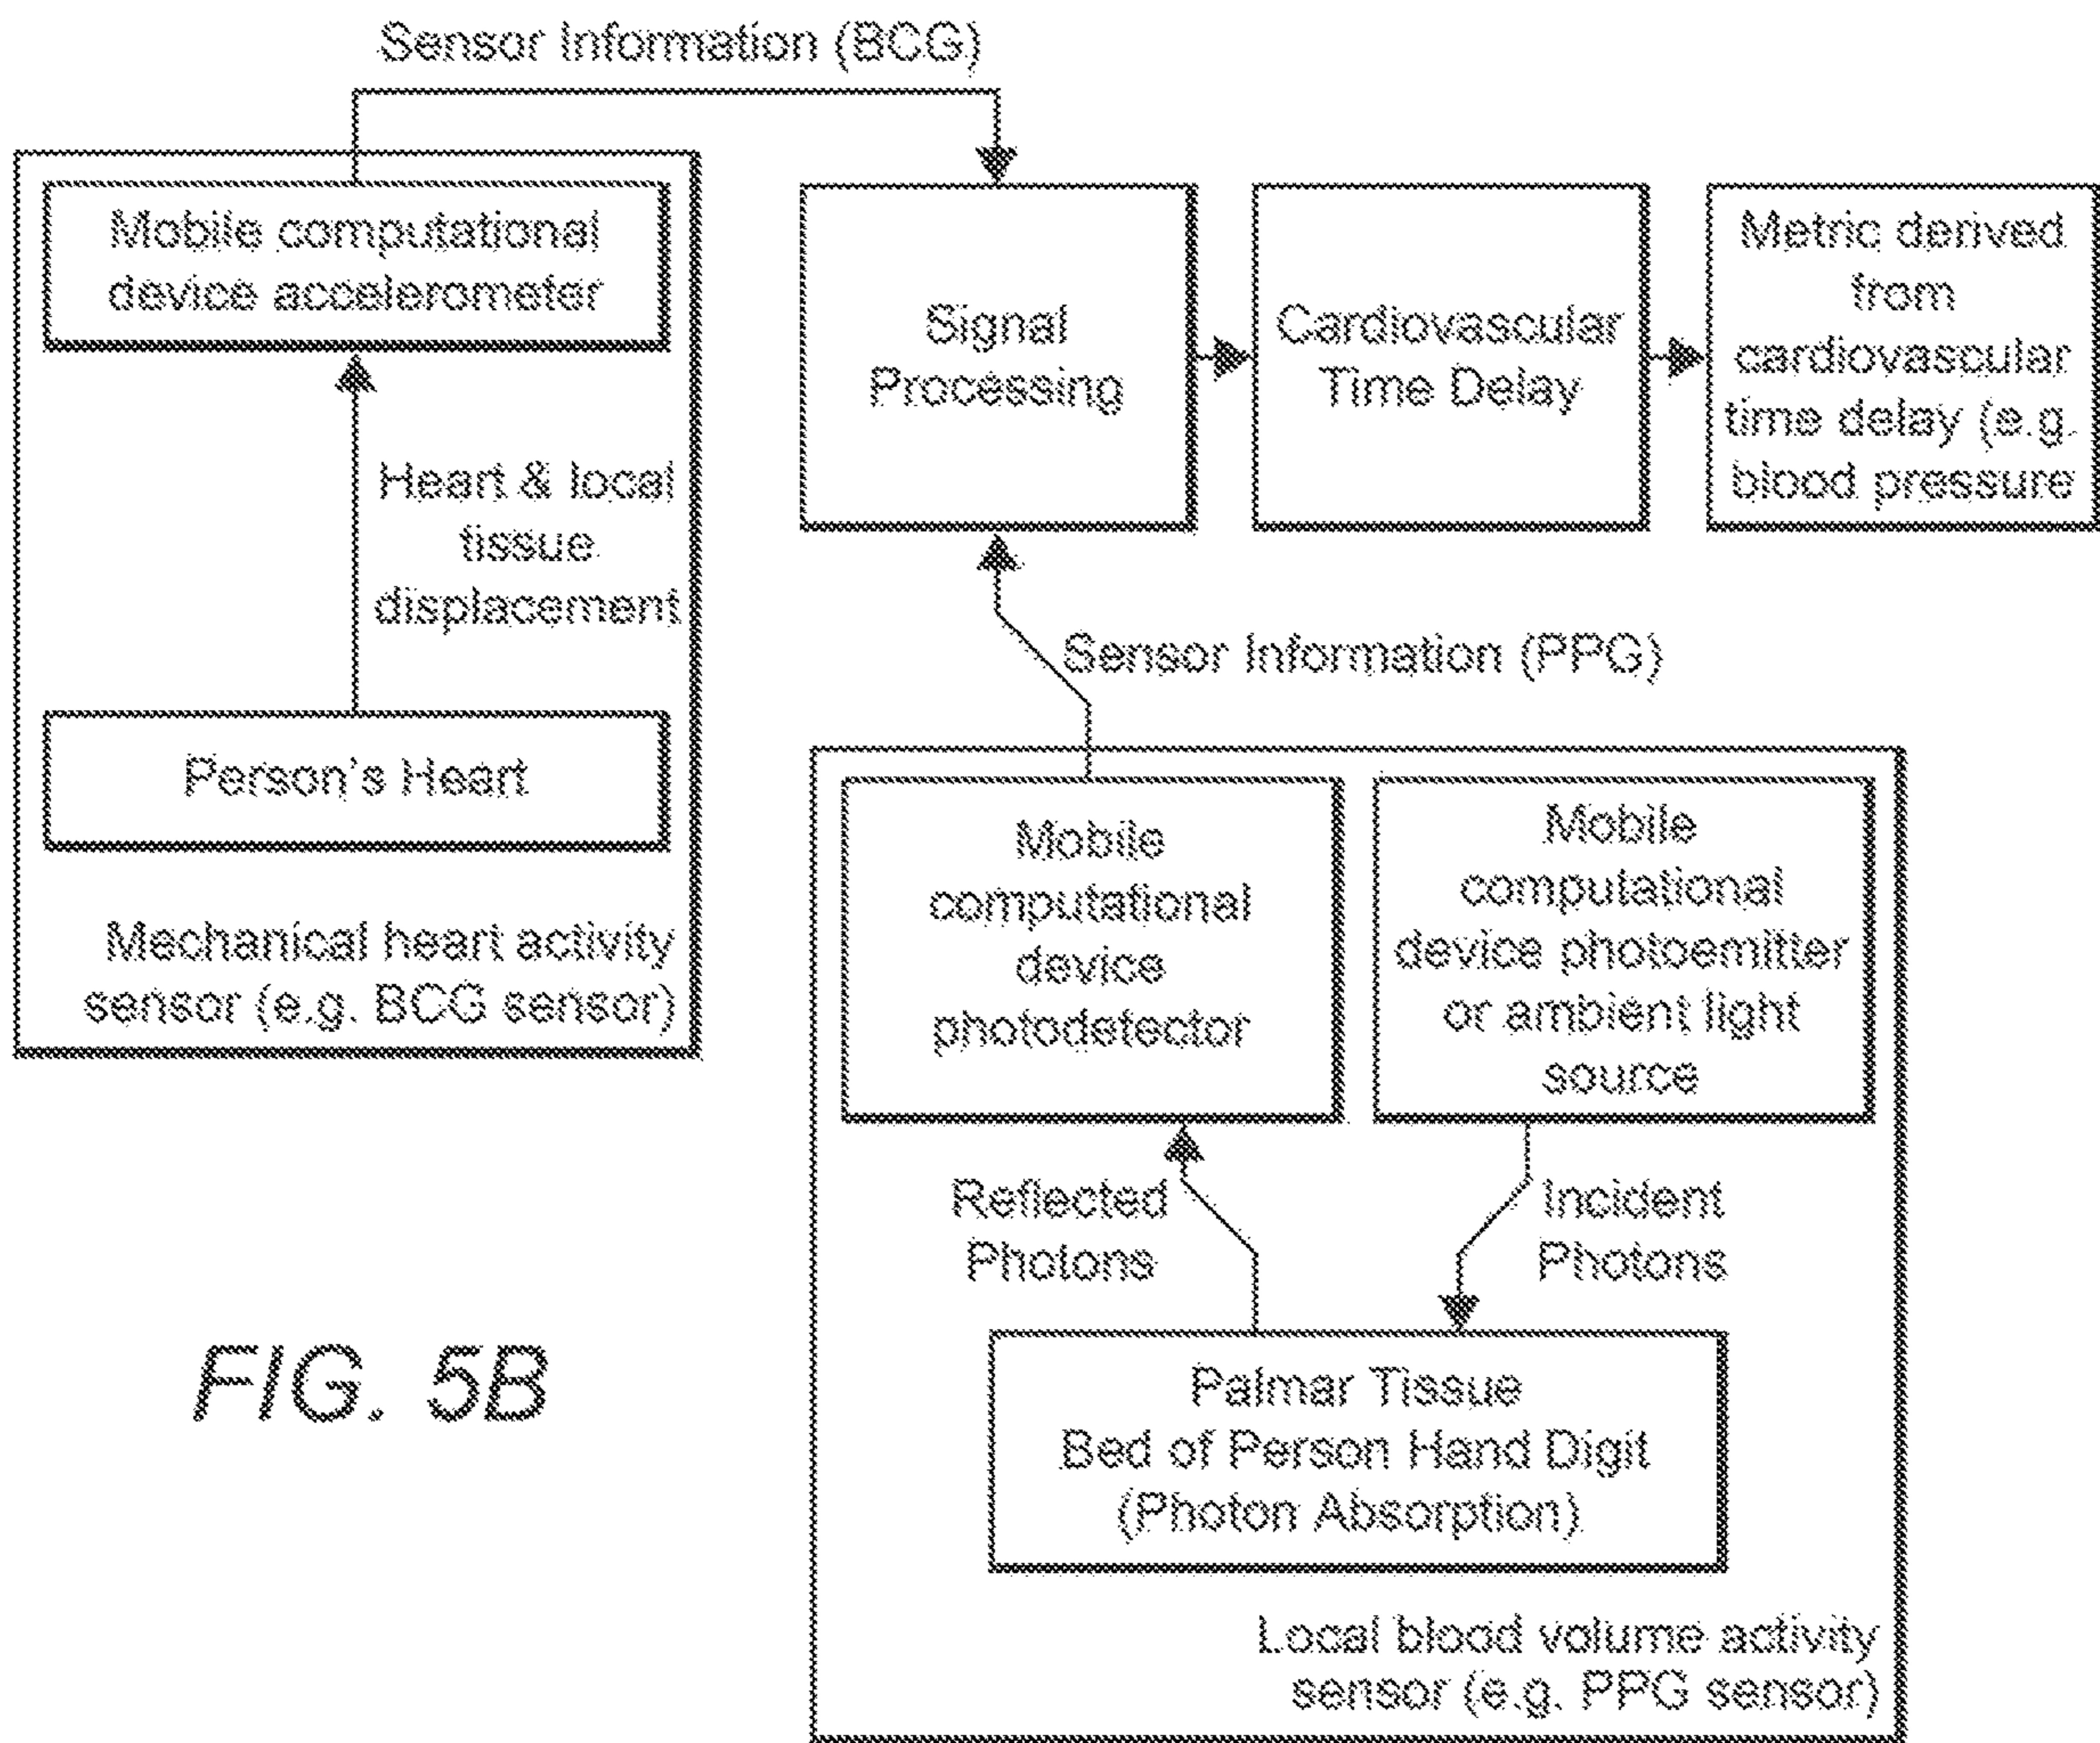 Sensor Information (BCG)
Mobile computational
device accelerometer
Heart & local
tissue
displacement
Person's Heart
Mechanical heart activity
sensor (e.g. BCG sensor)
Signal
Processing
Cardiovascular
Time Delay
Metric derived
from
cardiovascular
time delay (e.g.
blood pressure
Sensor Information (PPG)
Mobile
computational
device
photodetector
Mobile
computational
device photoemitter
or ambient light
source
Reflected
Photons
Incident
Photons
Palmar Tissue
Bed of Person Hand Digit
(Photon Absorption)
Local blood volume activity
sensor (e.g. PPG sensor)
FIG. 5B